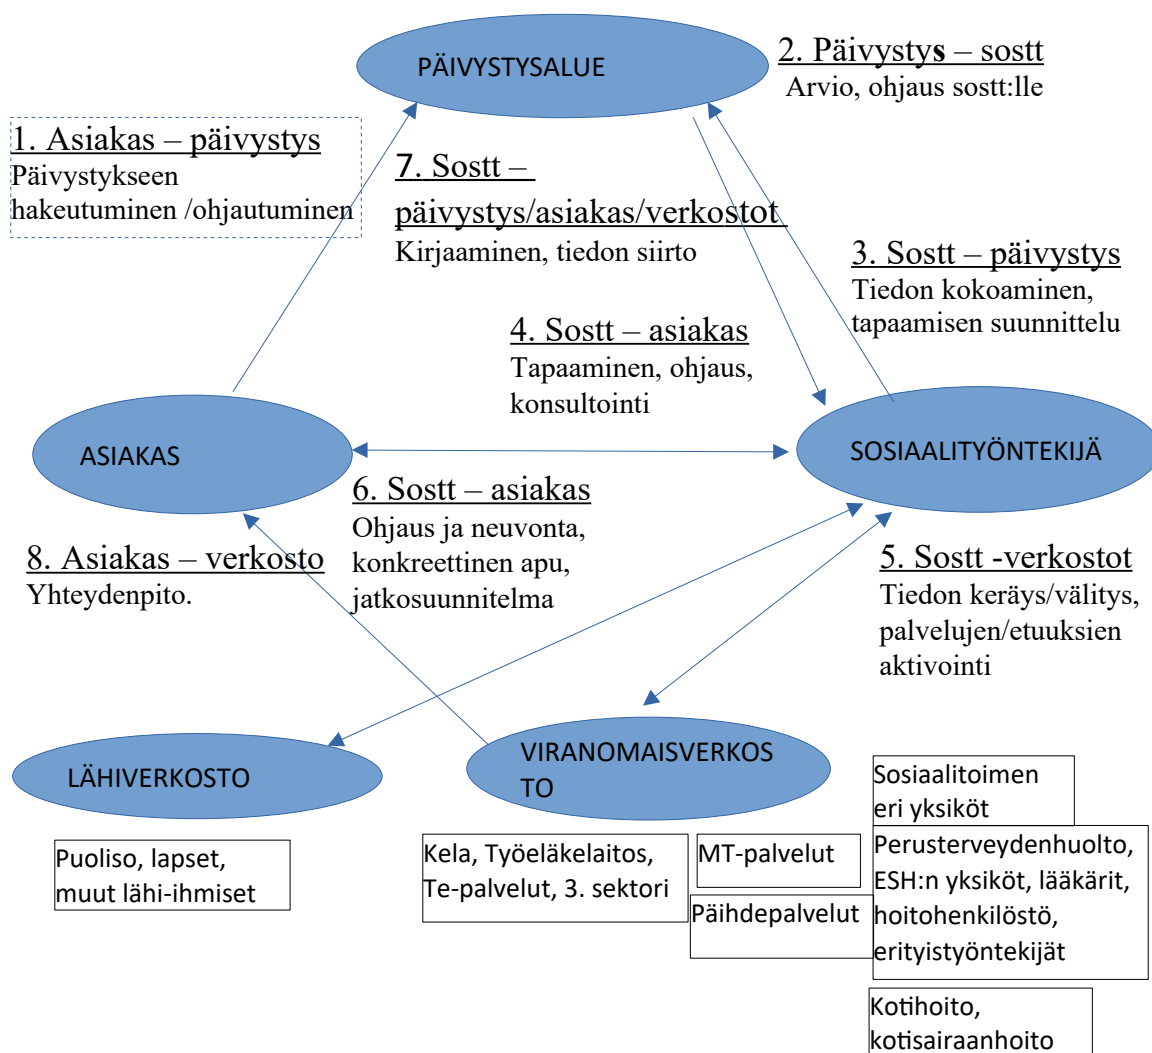 PÄIVYSTYSALUE
2. Päivystys – sostt
Arvio, ohjaus sostt:lle
1. Asiakas – päivystys
Päivystykseen
hakeutuminen /ohjautuminen
7. Sostt –
päivystys/asiakas/verkostot
Kirjaaminen, tiedon siirto
3. Sostt – päivystys
Tiedon kokoaminen,
tapaamisen suunnittelu
4. Sostt – asiakas
Tapaaminen, ohjaus,
konsultointi
ASIAKAS
SOSIAALITYÖNTEKIJÄ
6. Sostt – asiakas
Ohjaus ja neuvonta,
konkreettinen apu,
jatkosuunnitelma
8. Asiakas – verkosto
Yhteydenpito.
5. Sostt -verkostot
Tiedon keräys/välitys,
palvelujen/etuuksien
aktivointi
LÄHIVERKOSTO
VIRANOMAISVERKOS
TO
Puoliso, lapset,
muut lähi-ihmiset
Kela, Työeläkelaitos,
Te-palvelut, 3. sektori
MT-palvelut
Päihdepalvelut
Sosiaalitoimen
eri yksiköt
Perusterveydenhuolto,
ESH:n yksiköt, lääkärit,
hoitohenkilöstö,
erityistyöntekijät
Kotihoito,
kotisairaanhoito